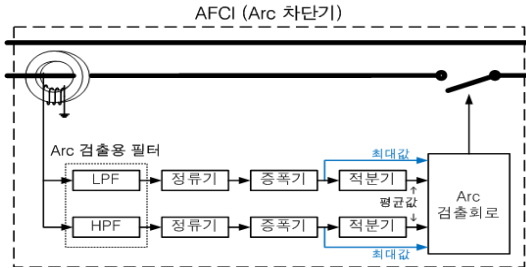 AFCI (Arc 차단기)
Arc 검출용 필터
최대값
LPF 정류기 증폭기 적분기
평균값
Arc
검출회로
HPF 정류기 증폭기 적분기
최대값